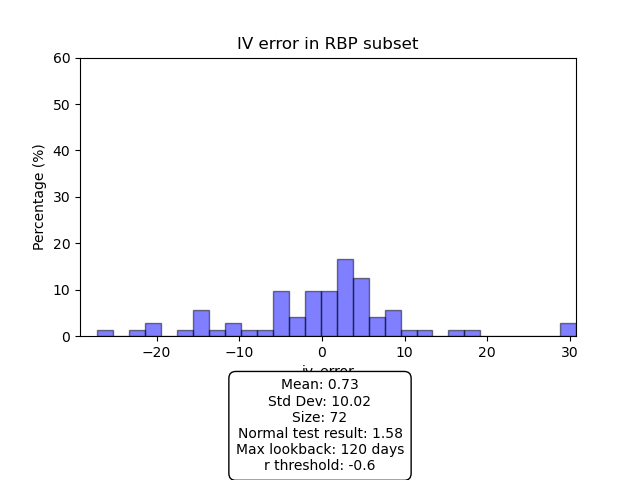 IV error in RBP subset
60
50
40
30
20
10
0
Percentage (%)
−20
−10
0
10
20
30
iv_error
Mean: 0.73
Std Dev: 10.02
Size: 72
Normal test result: 1.58
Max lookback: 120 days
r threshold: -0.6